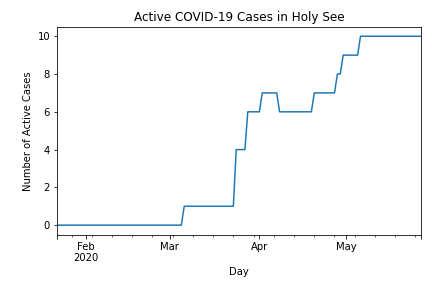 Active COVID-19 Cases in Holy See
10
8
6
4
2
0
Number of Active Cases
Feb Mar Apr May
2020
Day